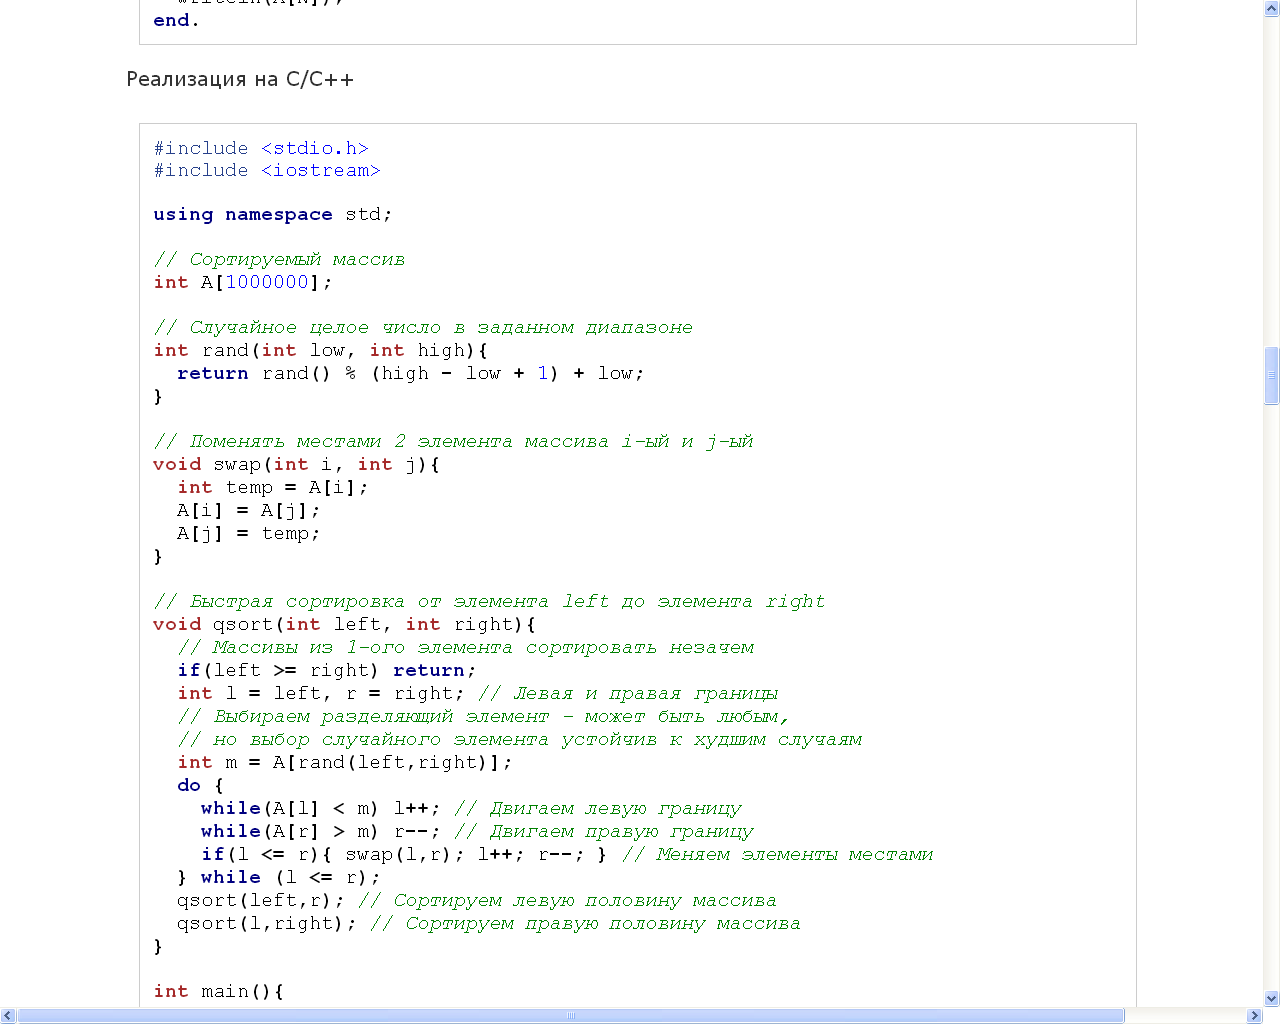 writeln(A[N]);
end.
Реализация на C/C++
#include <stdio.h>
#include <iostream>
using namespace std;
// Сортируемый массив
int A[1000000];
// Случайное целое число в заданном диапазоне
int rand(int low, int high){
return rand() % (high - low + 1) + low;
}
// Поменять местами 2 элемента массива i-ый и j-ый
void swap(int i, int j){
int temp = A[i];
A[i] = A[j];
A[j] = temp;
}
// Быстрая сортировка от элемента left до элемента right
void qsort(int left, int right){
// Массивы из 1-ого элемента сортировать незачем
if(left >= right) return;
int l = left, r = right; // Левая и правая границы
// Выбираем разделяющий элемент - может быть любым,
// но выбор случайного элемента устойчив к худшим случаям
int m = A[rand(left,right)];
do {
while(A[l] < m) l++; // Двигаем левую границу
while(A[r] > m) r--; // Двигаем правую границу
if(l <= r){ swap(l,r); l++; r--; } // Меняем элементы местами
} while (l <= r);
qsort(left,r); // Сортируем левую половину массива
qsort(l,right); // Сортируем правую половину массива
}
int main(){